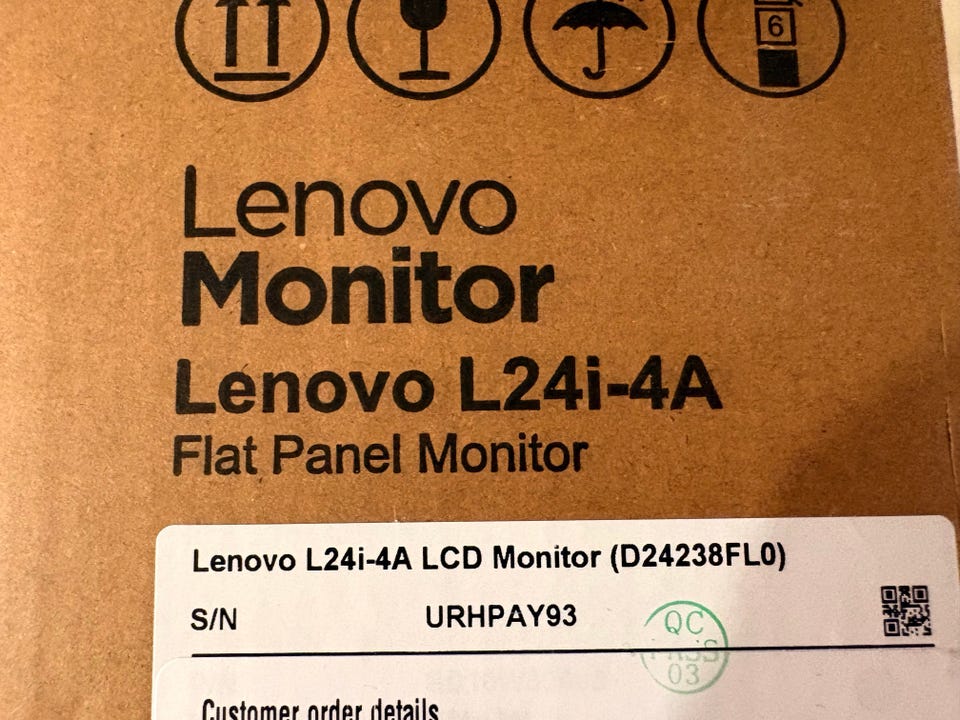 6
Lenovo
Monitor
Lenovo L24i-4A
Flat Panel Monitor
Lenovo L24i-4A LCD Monitor (D24238FL0)
S/N URHPAY93
QC
PASS
03
Customer order details